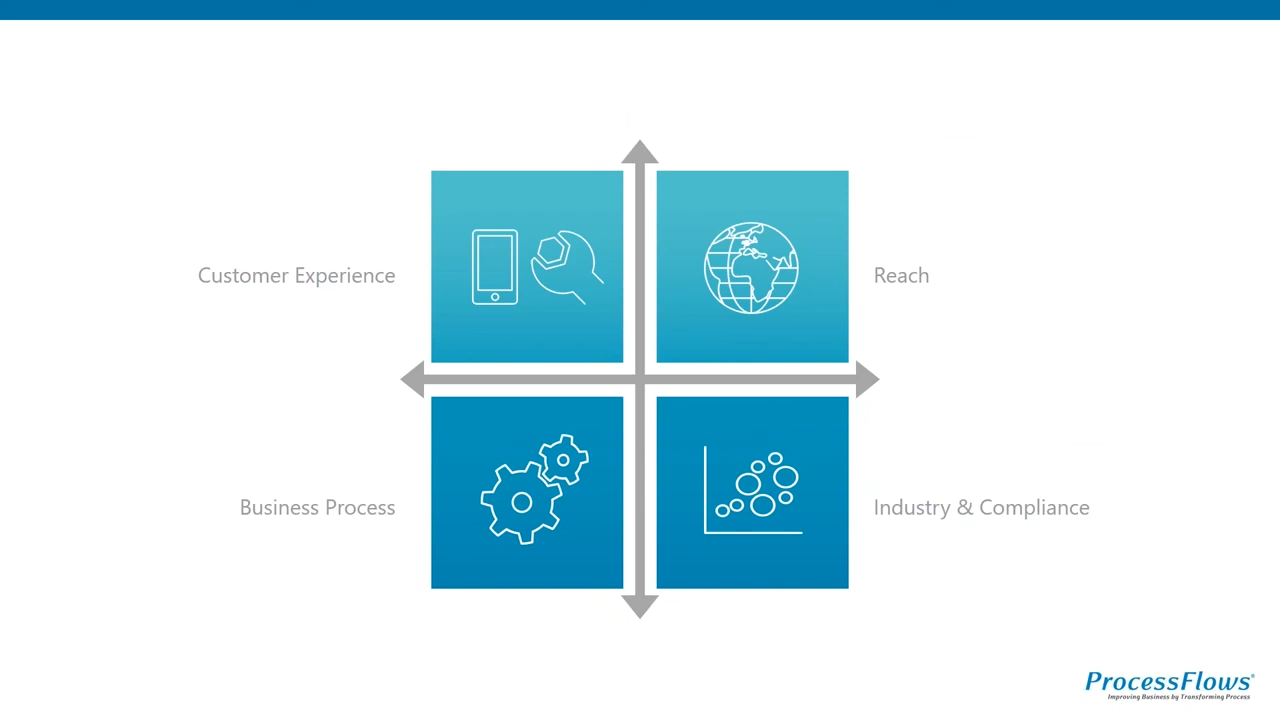 Customer Experience
Reach
Business Process
Industry & Compliance
ProcessFlows®
Improving Business by Transforming Process